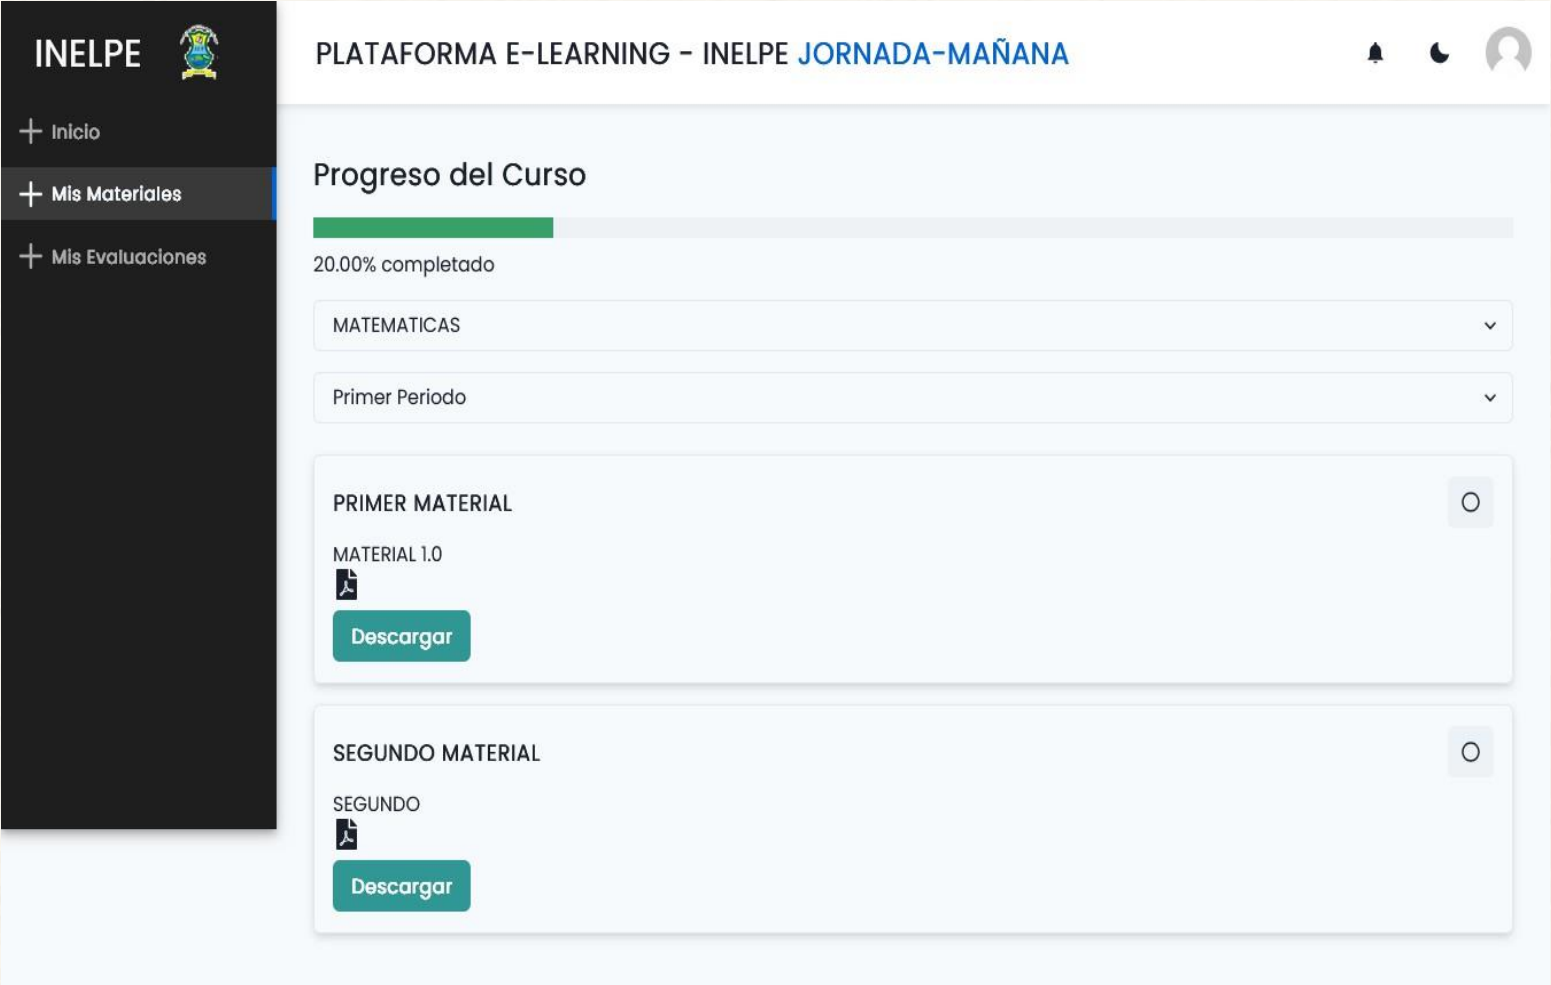 INELPE
PLATAFORMA E-LEARNING - INELPE JORNADA-MAÑANA
Inicio
Mis Materiales
Mis Evaluaciones
Progreso del Curso
20.00% completado
MATEMATICAS
Primer Periodo
PRIMER MATERIAL
MATERIAL 1.0
Descargar
SEGUNDO MATERIAL
SEGUNDO
Descargar